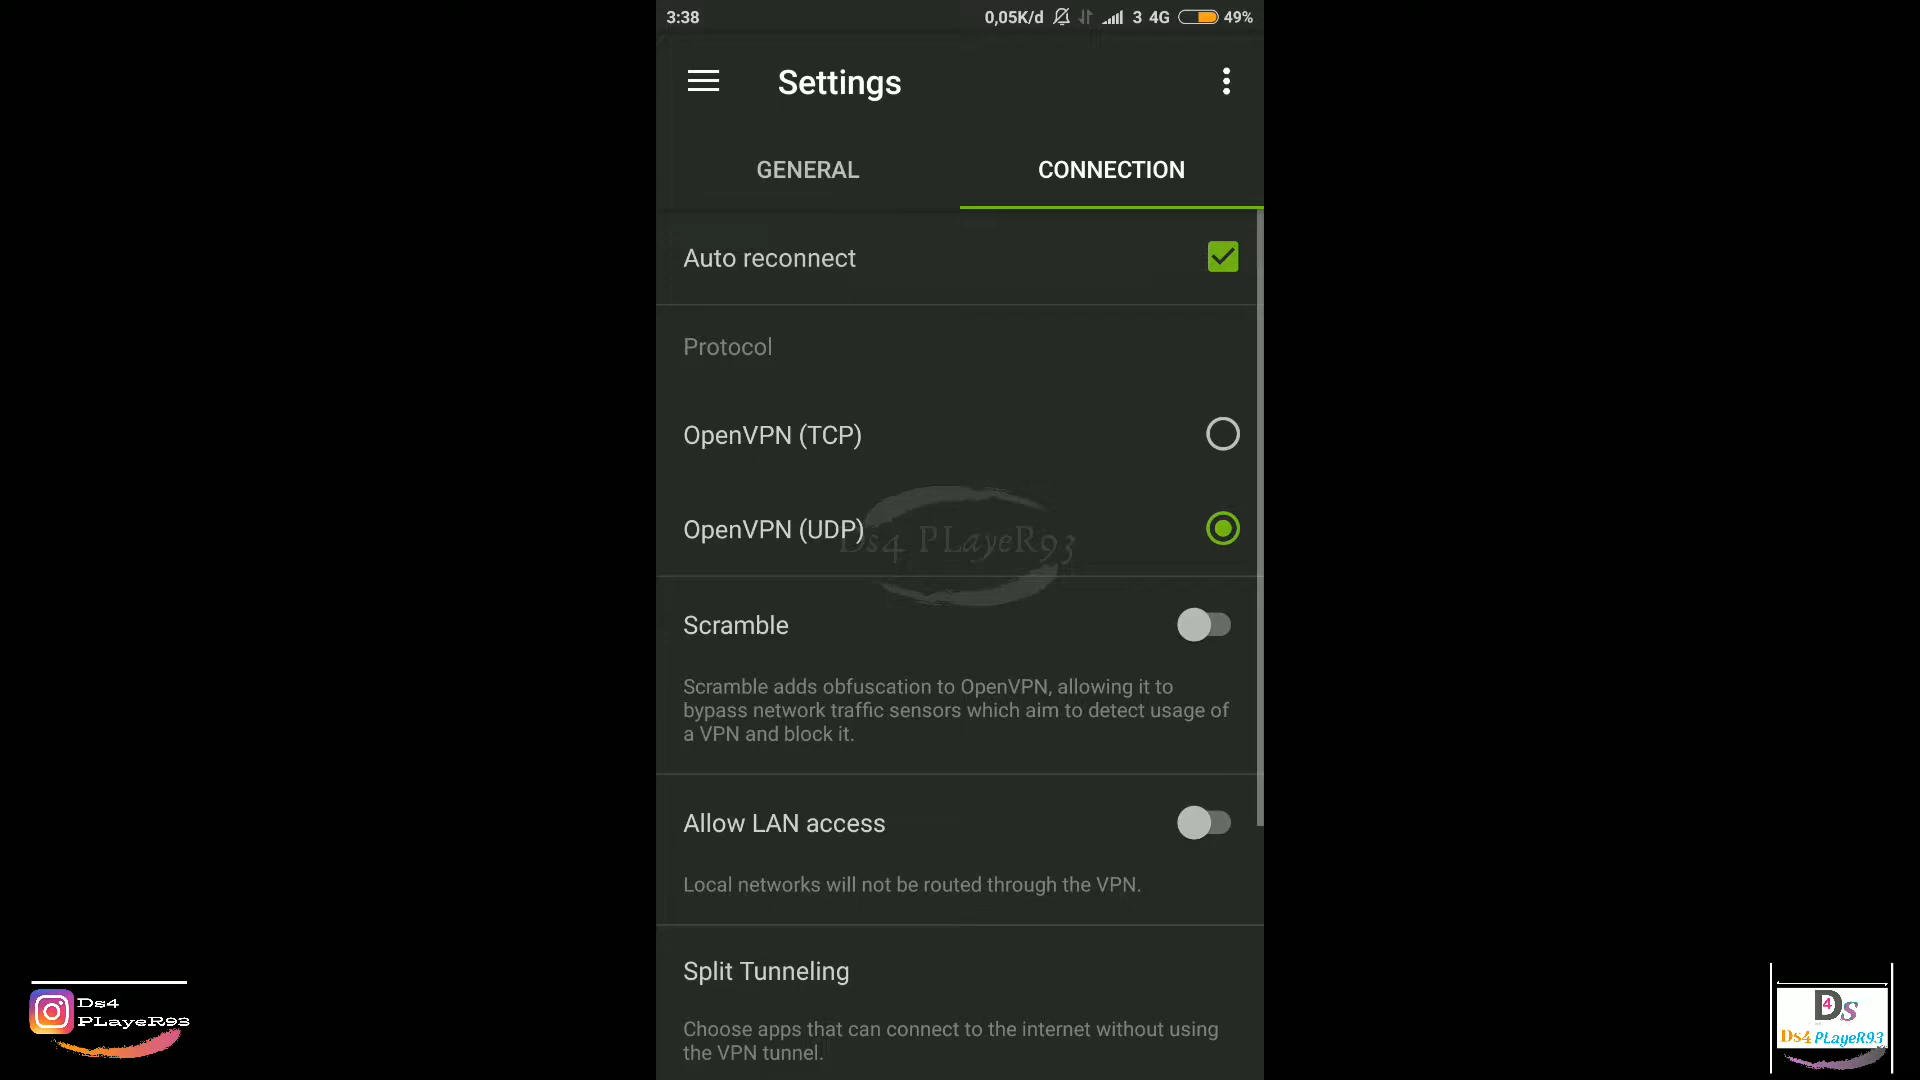 3:38 0,05K/d 3 4G 49%
Settings
GENERAL CONNECTION
Auto reconnect
Protocol
OpenVPN (TCP)
OpenVPN (UDP)
Ds4 PLayeR93
Scramble
Scramble adds obfuscation to OpenVPN, allowing it to
bypass network traffic sensors which aim to detect usage of
a VPN and block it.
Allow LAN access
Local networks will not be routed through the VPN.
Split Tunneling
Choose apps that can connect to the internet without using
the VPN tunnel.
Ds4
PLayeR93
D4s
Ds4 PLayeR93